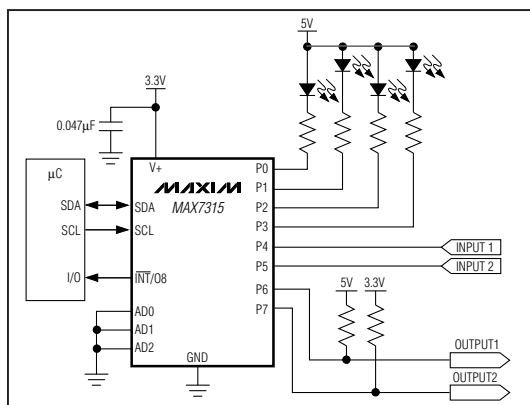 5V
3.3V
0.047µF
µC
V+
MAXIM
MAX7315
SDA
SCL
I/O
SDA
SCL
INT/O8
AD0
AD1
AD2
GND
P0
P1
P2
P3
P4
P5
P6
P7
INPUT 1
INPUT 2
5V
3.3V
OUTPUT1
OUTPUT2